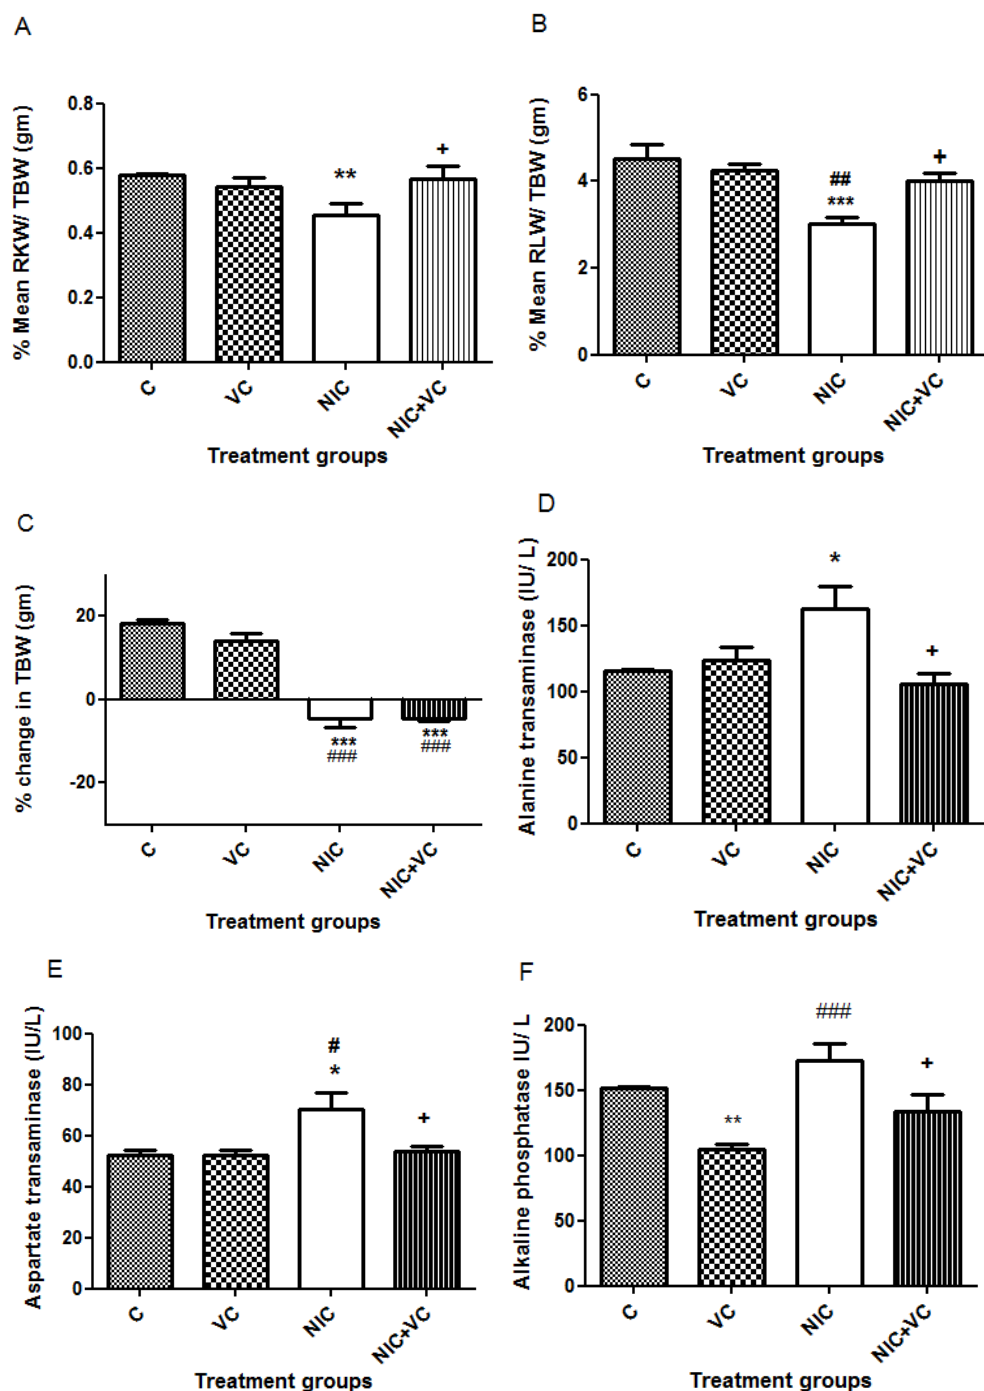 A
% Mean RKW/ TBW (gm)
0.8
0.6
0.4
0.2
0.0
**
+
C
VC
NIC
NIC+VC
Treatment groups
B
% Mean RLW/ TBW (gm)
6
4
2
0
##
***
+
C
VC
NIC
NIC+VC
Treatment groups
C
% change in TBW (gm)
20
0
-20
***
###
***
###
C
VC
NIC
NIC+VC
Treatment groups
D
Alanine transaminase (IU/ L)
200
150
100
50
0
*
+
C
VC
NIC
NIC+VC
Treatment groups
E
Aspartate transaminase (IU/L)
100
80
60
40
20
0
#
*
+
C
VC
NIC
NIC+VC
Treatment groups
F
Alkaline phosphatase IU/ L
200
150
100
50
0
**
###
+
C
VC
NIC
NIC+VC
Treatment groups